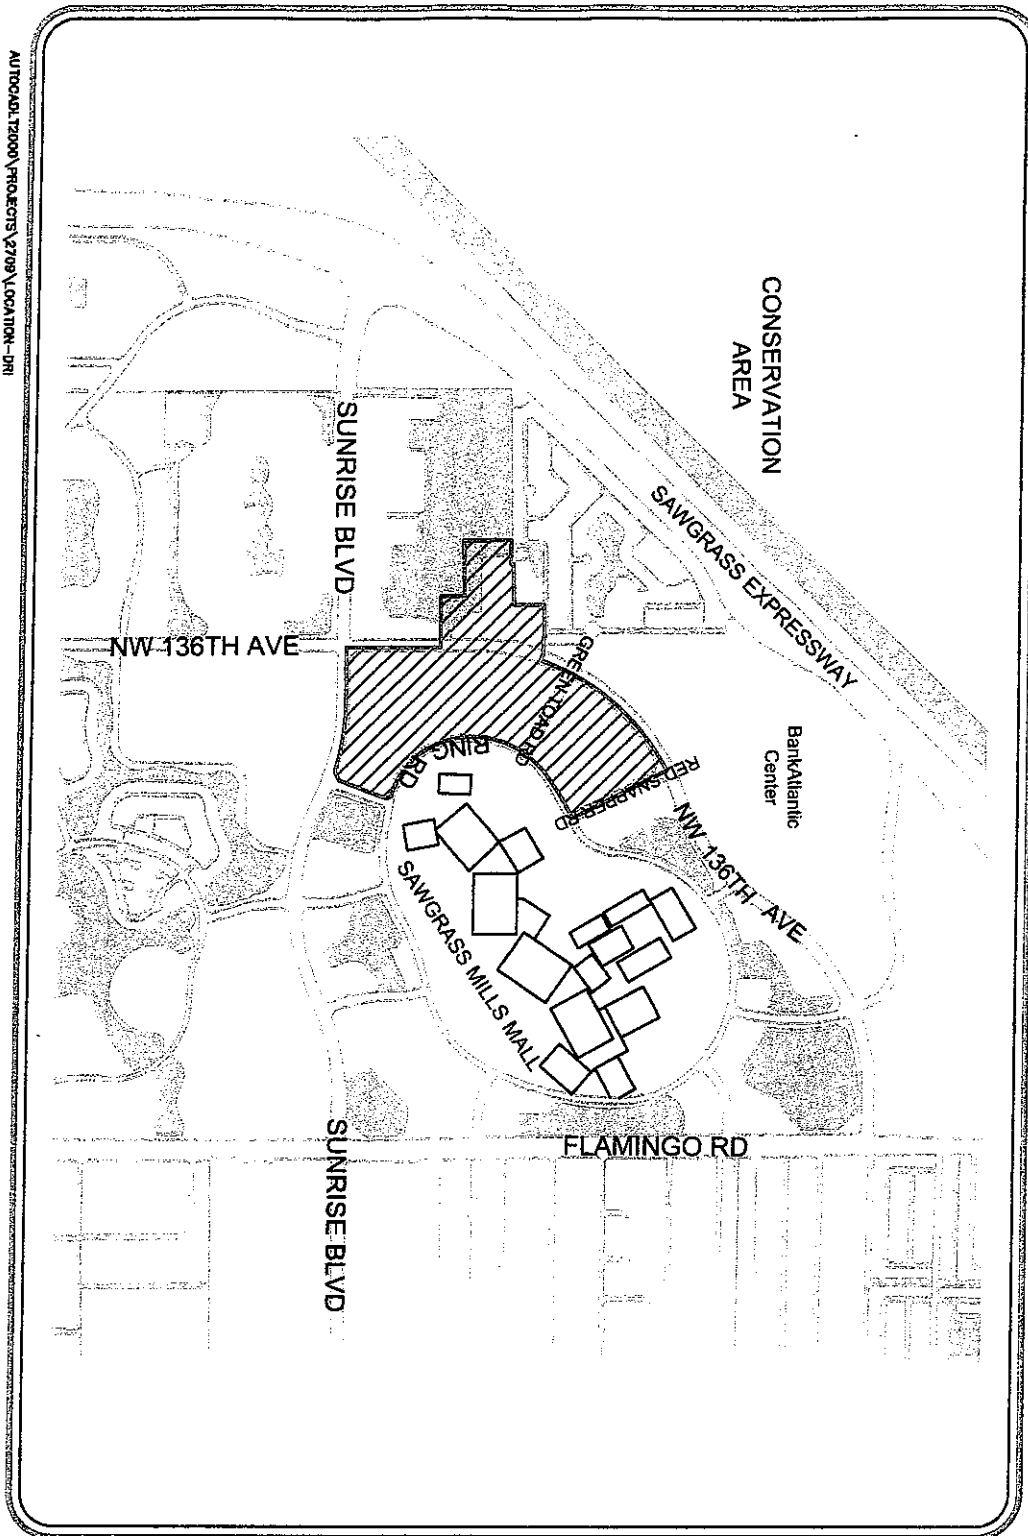 CONSERVATION
AREA
SAWGRASS EXPRESSWAY
BankAtlantic
Center
SUNRISE BLVD
NW 136TH AVE
GREEN TOAD RD
RING RD
RED SNAPPER RD
NW 136TH AVE
SAWGRASS MILLS MALL
FLAMINGO RD
SUNRISE BLVD
AUTOCADLT2000\PROJECTS\2709\LOCATION-DRI